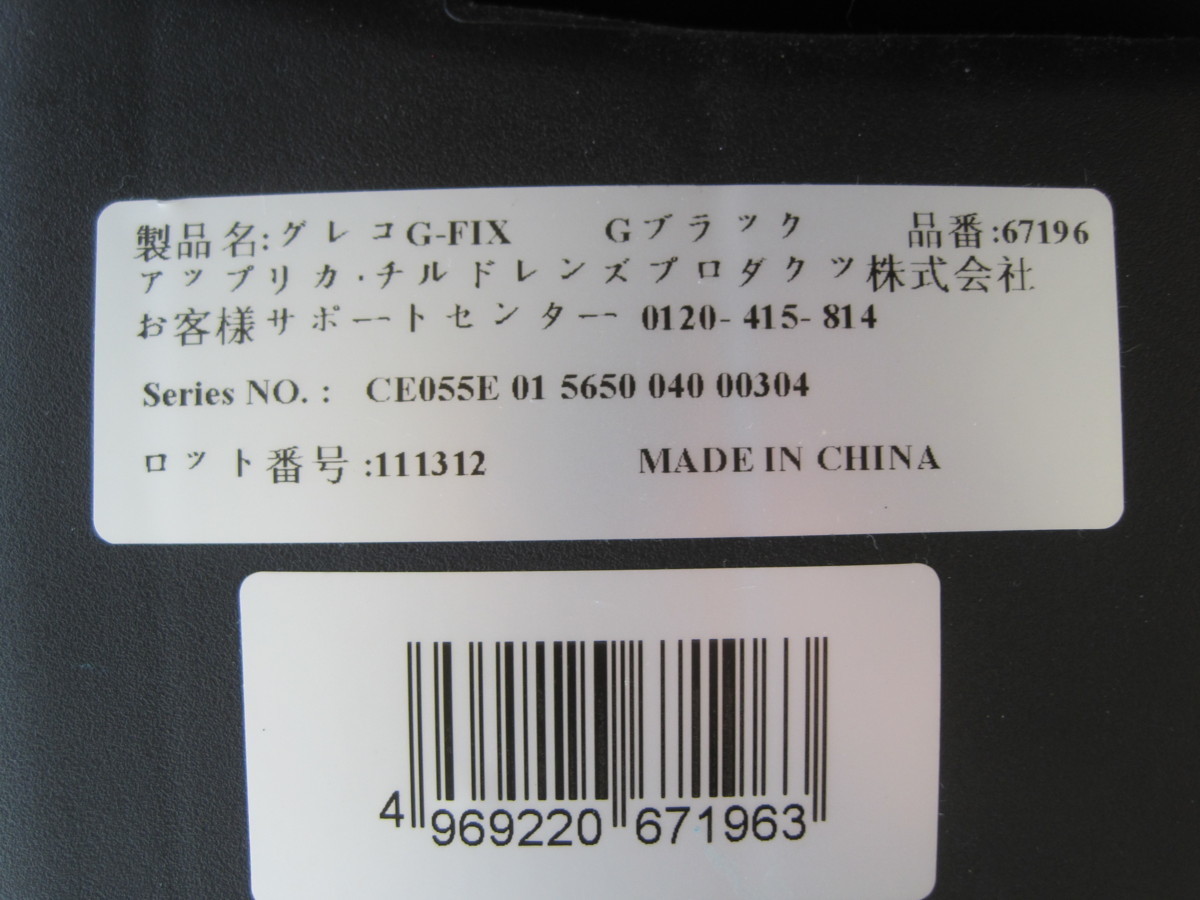 製品名:グレコG-FIX　Gブラック　品番:67196
アップリカ・チルドレンズプロダクツ株式会社
お客様サポートセンター 0120- 415- 814
Series NO. : CE055E 01 5650 040 00304
ロット番号 :111312　MADE IN CHINA
4 969220 671963